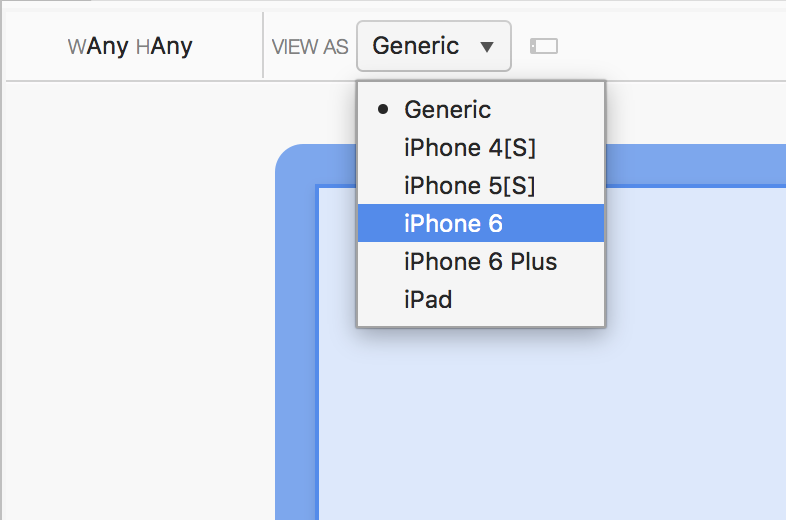 wAny hAny VIEW AS Generic ▼
• Generic
iPhone 4[S]
iPhone 5[S]
iPhone 6
iPhone 6 Plus
iPad